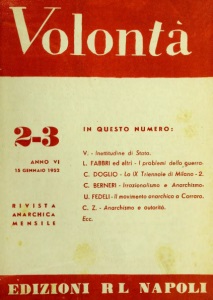 Volontà
2-3
ANNO VI
15 GENNAIO 1952
RIVISTA
ANARCHICA
MENSILE
IN QUESTO NUMERO:
V. - Inettitudine di Stato.
L. FABBRI ed altri - I problemi della guerra.
C. DOGLIO - La IX Triennale di Milano - 2.
C. BERNERI - Irrazionalismo e Anarchismo.
U. FEDELI - Il movimento anarchico a Carrara.
C. Z. - Anarchismo e autorità.
Ecc.
EDIZIONI RL NAPOLI